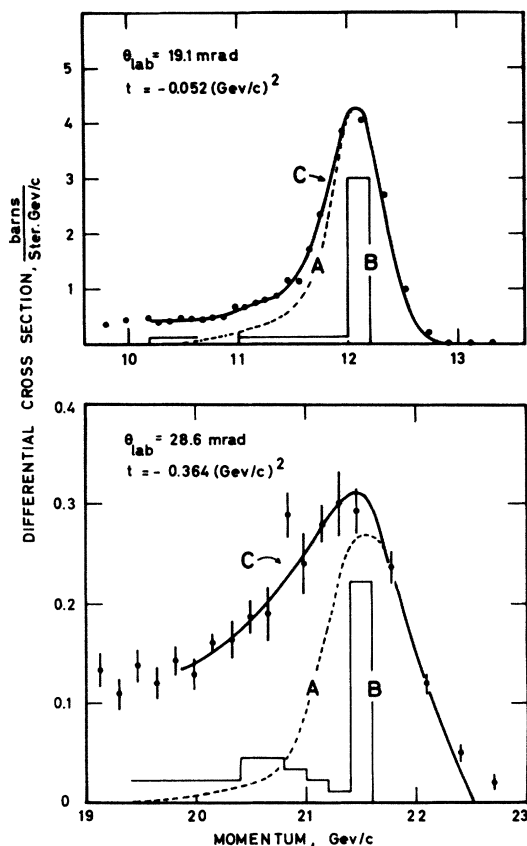 θlab = 19.1 mrad
t = -0.052 (Gev/c)²
5
4
3
2
1
C
A
B
10
11
12
13
DIFFERENTIAL CROSS SECTION, barns / Ster. Gev/c
0.4
0.3
0.2
0.1
0
θlab = 28.6 mrad
t = - 0.364 (Gev/c)²
C
A
B
19
20
21
22
23
MOMENTUM, Gev/c